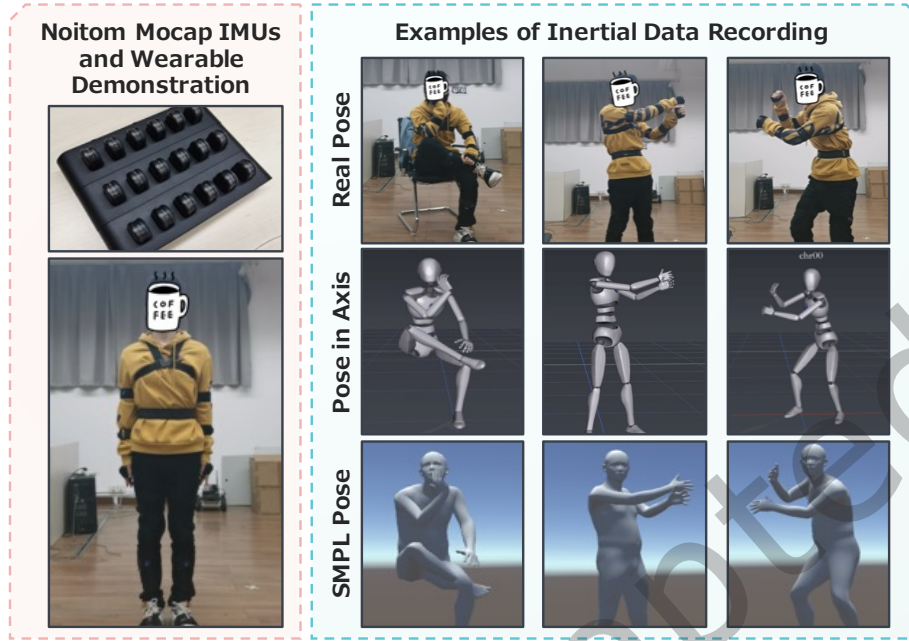 Noitom Mocap IMUs
and Wearable
Demonstration
Examples of Inertial Data Recording
Real Pose
Pose in Axis
SMPL Pose
COF
FEE
COF
FEE
COF
FEE
COF
FEE
chr00
pted